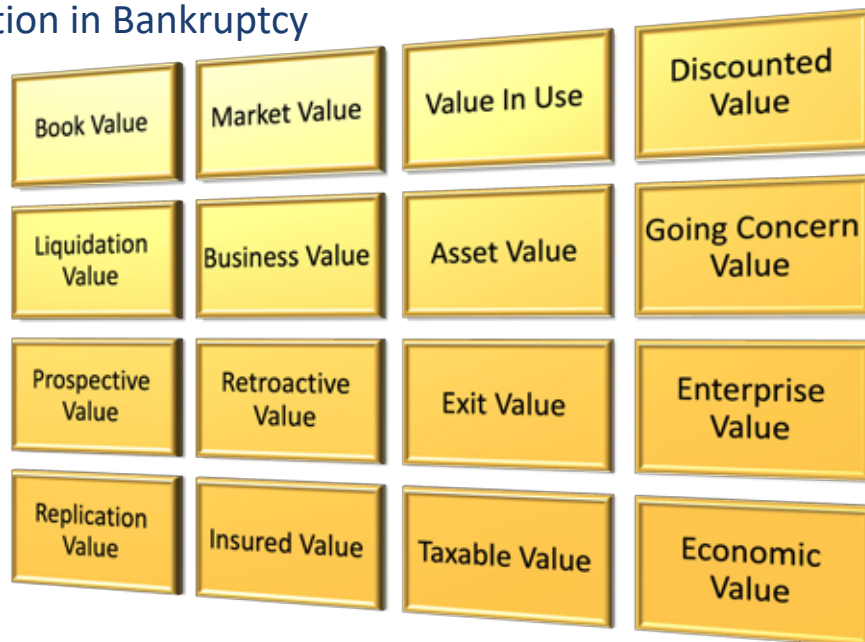 tion in Bankruptcy
Book Value
Market Value
Value In Use
Discounted
Value
Liquidation
Value
Business Value
Asset Value
Going Concern
Value
Prospective
Value
Retroactive
Value
Exit Value
Enterprise
Value
Replication
Value
Insured Value
Taxable Value
Economic
Value